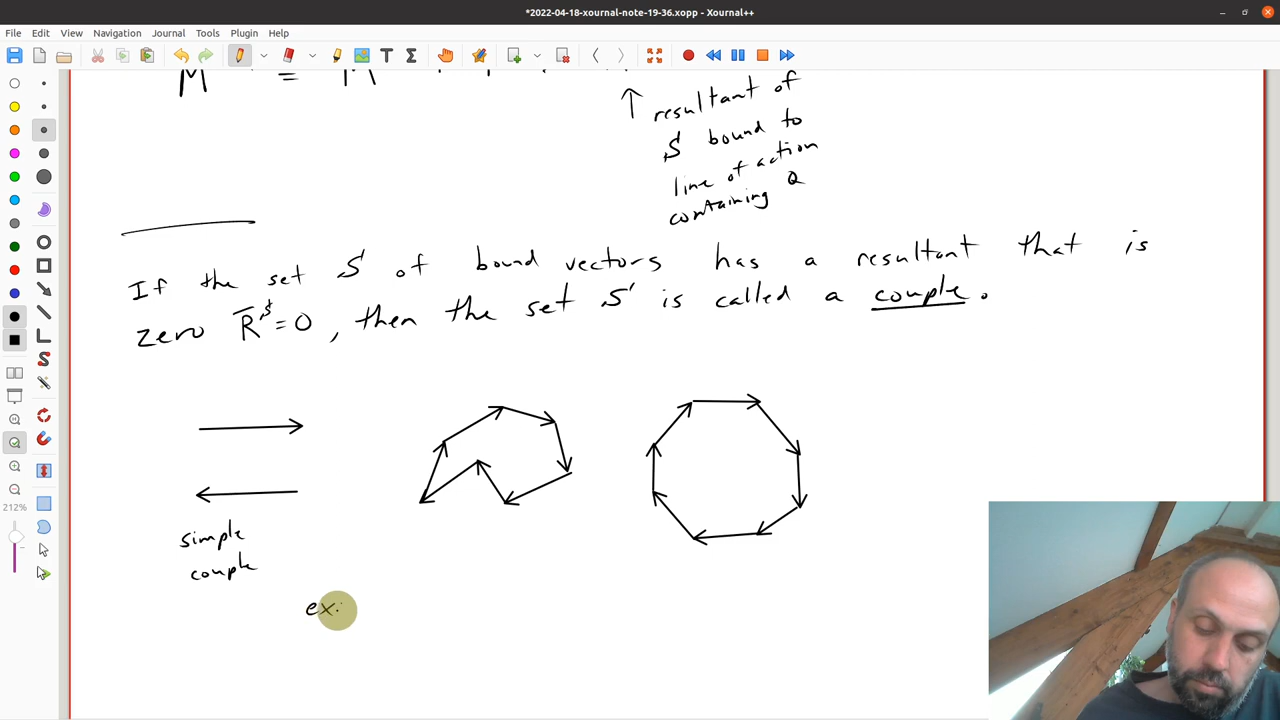 *2022-04-18-xournal-note-19-36.xopp - Xournal++
File Edit View Navigation Journal Tools Plugin Help
M = M
↑ resultant of
S bound to
line of action
containing Q
If the set S of bound vectors has a resultant that is
zero R̄ˢ = 0, then the set S is called a couple.
simple
couple
ex:
212%